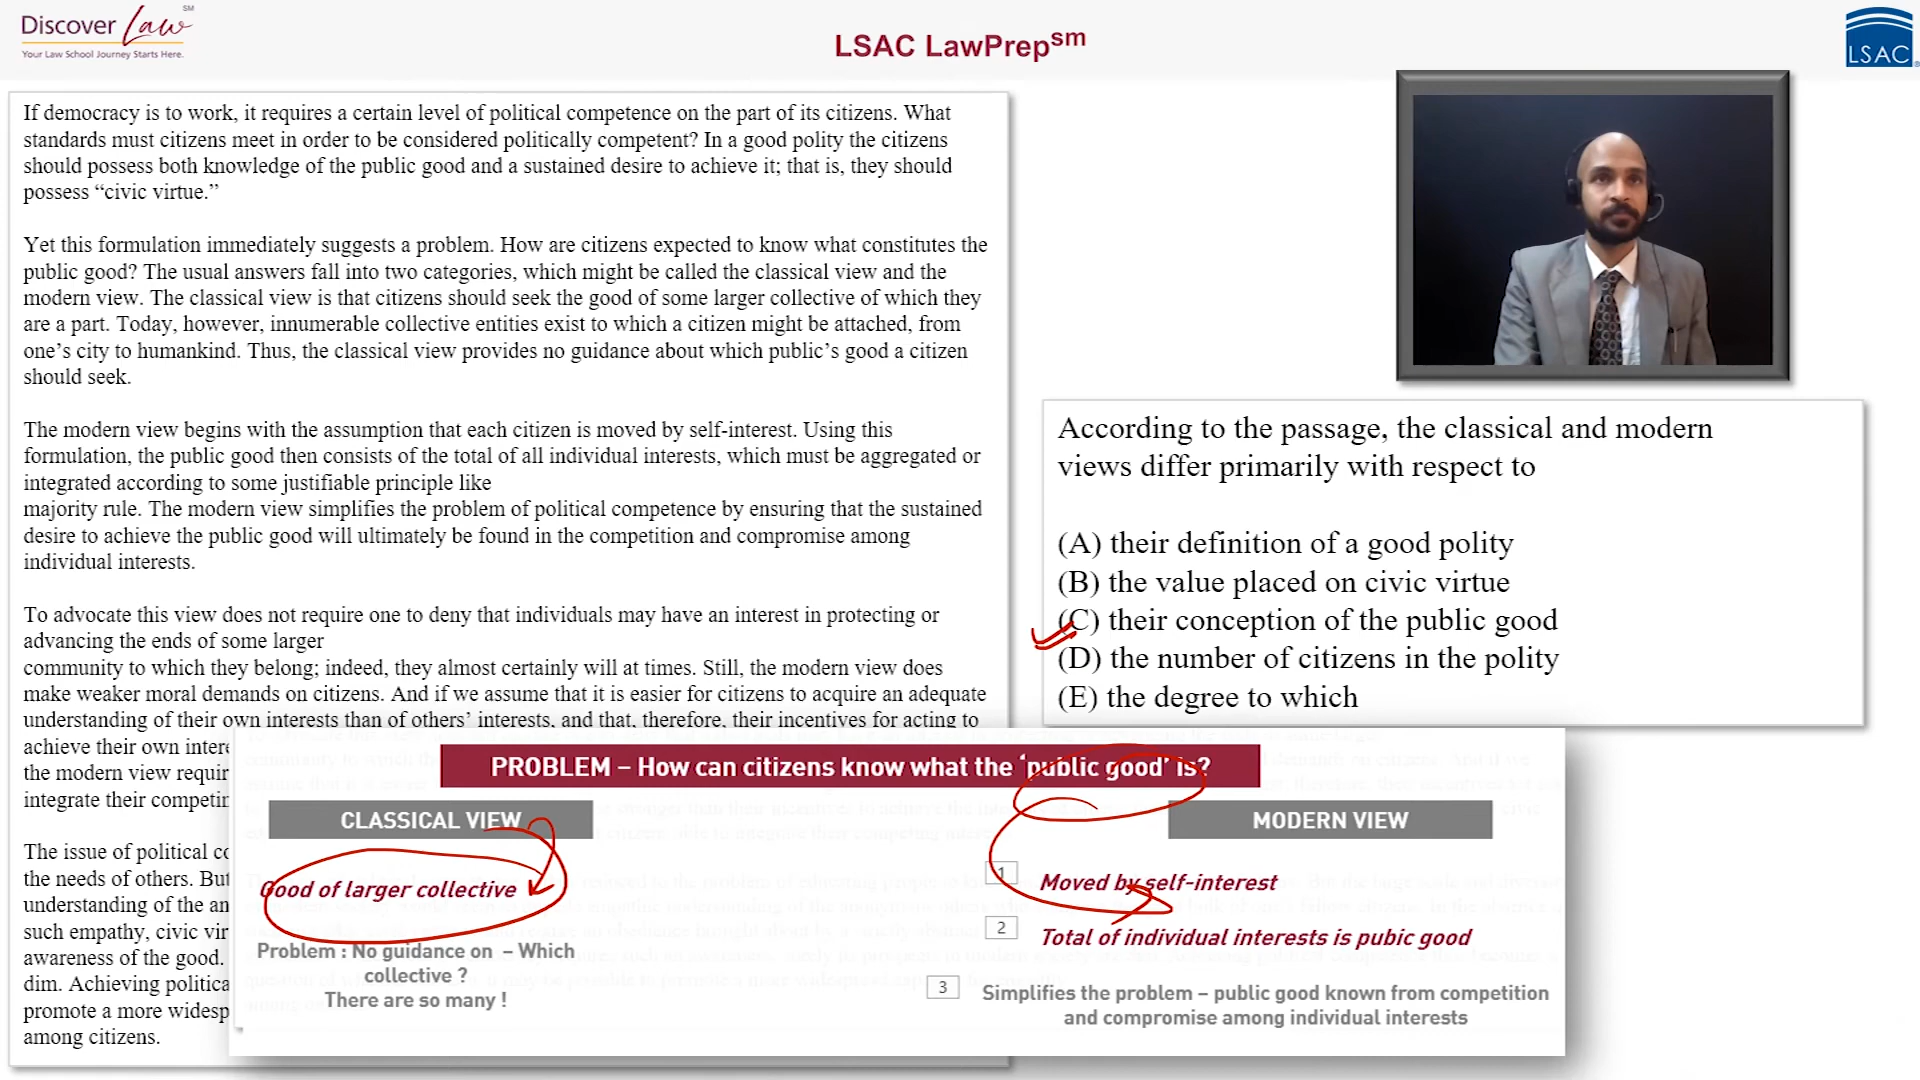 Discover Law SM
Your Law School Journey Starts Here.
LSAC LawPrep℠
LSAC
If democracy is to work, it requires a certain level of political competence on the part of its citizens. What
standards must citizens meet in order to be considered politically competent? In a good polity the citizens
should possess both knowledge of the public good and a sustained desire to achieve it; that is, they should
possess “civic virtue.”
Yet this formulation immediately suggests a problem. How are citizens expected to know what constitutes the
public good? The usual answers fall into two categories, which might be called the classical view and the
modern view. The classical view is that citizens should seek the good of some larger collective of which they
are a part. Today, however, innumerable collective entities exist to which a citizen might be attached, from
one’s city to humankind. Thus, the classical view provides no guidance about which public’s good a citizen
should seek.
The modern view begins with the assumption that each citizen is moved by self-interest. Using this
formulation, the public good then consists of the total of all individual interests, which must be aggregated or
integrated according to some justifiable principle like
majority rule. The modern view simplifies the problem of political competence by ensuring that the sustained
desire to achieve the public good will ultimately be found in the competition and compromise among
individual interests.
To advocate this view does not require one to deny that individuals may have an interest in protecting or
advancing the ends of some larger
community to which they belong; indeed, they almost certainly will at times. Still, the modern view does
make weaker moral demands on citizens. And if we assume that it is easier for citizens to acquire an adequate
understanding of their own interests than of others’ interests, and that, therefore, their incentives for acting to
achieve their own inter
the modern view requir
integrate their competin
The issue of political co
the needs of others. But
understanding of the an
such empathy, civic vir
awareness of the good.
dim. Achieving politica
promote a more widesp
among citizens.
According to the passage, the classical and modern
views differ primarily with respect to
(A) their definition of a good polity
(B) the value placed on civic virtue
(C) their conception of the public good
(D) the number of citizens in the polity
(E) the degree to which
PROBLEM – How can citizens know what the ‘public good’ is?
CLASSICAL VIEW
Good of larger collective
Problem : No guidance on – Which
collective ?
There are so many !
MODERN VIEW
1 Moved by self-interest
2 Total of individual interests is pubic good
3 Simplifies the problem – public good known from competition
and compromise among individual interests